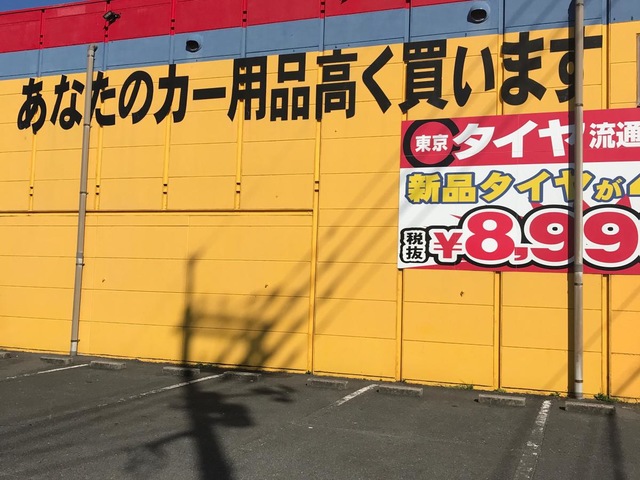 あなたのカー用品高く買います
東京 タイヤ流通
新品タイヤが
税抜 ¥8,99